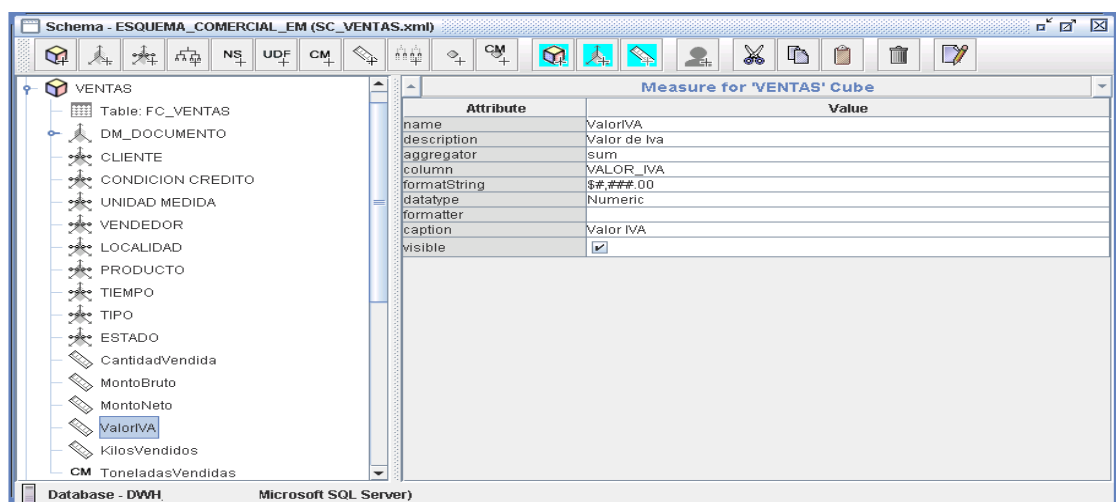 Schema - ESQUEMA_COMERCIAL_EM (SC_VENTAS.xml)
NS UDF CM CM
VENTAS
Table: FC_VENTAS
DM_DOCUMENTO
CLIENTE
CONDICION CREDITO
UNIDAD MEDIDA
VENDEDOR
LOCALIDAD
PRODUCTO
TIEMPO
TIPO
ESTADO
CantidadVendida
MontoBruto
MontoNeto
ValorIVA
KilosVendidos
CM ToneladasVendidas
Measure for 'VENTAS' Cube
Attribute Value
name ValorIVA
description Valor de Iva
aggregator sum
column VALOR_IVA
formatString $#,###.00
datatype Numeric
formatter
caption Valor IVA
visible
Database - DWH Microsoft SQL Server)